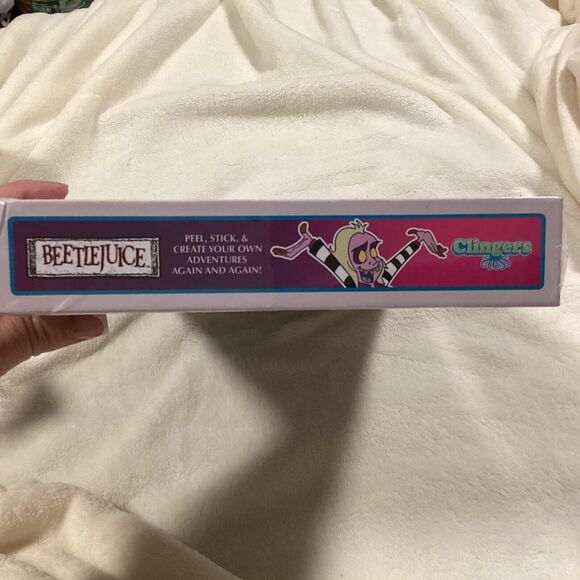 BEETLEJUICE
PEEL, STICK, &
CREATE YOUR OWN
ADVENTURES
AGAIN AND AGAIN!
Clingers